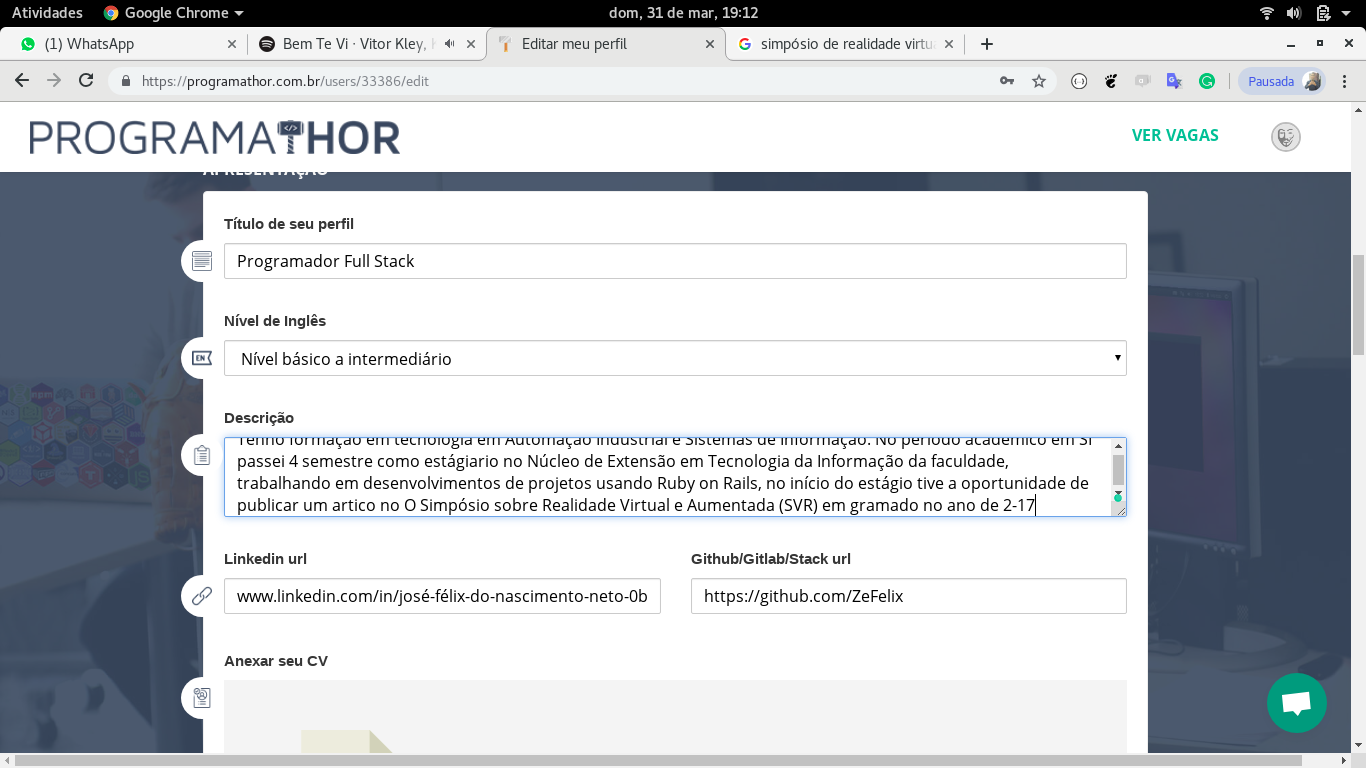 Atividades Google Chrome dom, 31 de mar, 19:12
(1) WhatsApp Bem Te Vi · Vitor Kley, Editar meu perfil simpósio de realidade virtu
https://programathor.com.br/users/33386/edit Pausada
PROGRAMATHOR VER VAGAS
APRESENTAÇÃO
Título de seu perfil
Programador Full Stack
Nível de Inglês
EN Nível básico a intermediário
Descrição
Tenho formação em tecnologia em Automação Industrial e Sistemas de Informação. No período acadêmico em SI
passei 4 semestre como estágiario no Núcleo de Extensão em Tecnologia da Informação da faculdade,
trabalhando em desenvolvimentos de projetos usando Ruby on Rails, no início do estágio tive a oportunidade de
publicar um artico no O Simpósio sobre Realidade Virtual e Aumentada (SVR) em gramado no ano de 2-17
Linkedin url Github/Gitlab/Stack url
www.linkedin.com/in/josé-félix-do-nascimento-neto-0b https://github.com/ZeFelix
Anexar seu CV